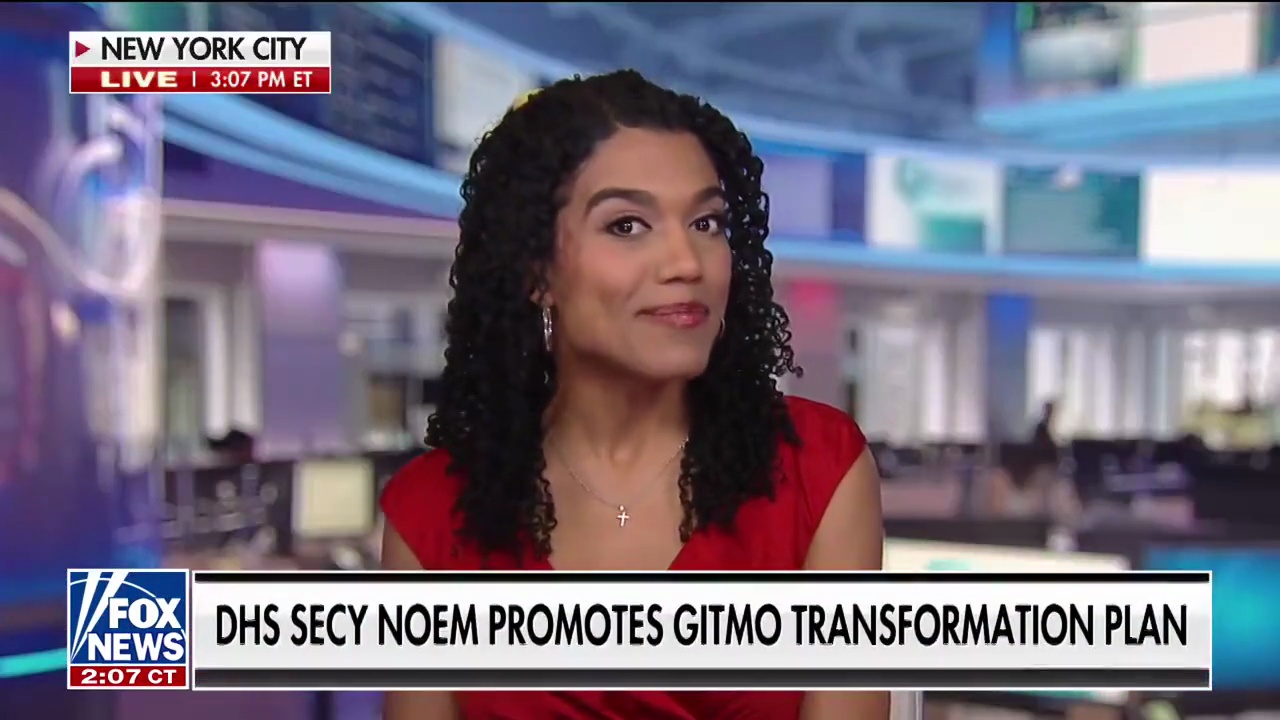 NEW YORK CITY
LIVE | 3:07 PM ET
DHS SECY NOEM PROMOTES GITMO TRANSFORMATION PLAN
FOX
NEWS
2:07 CT